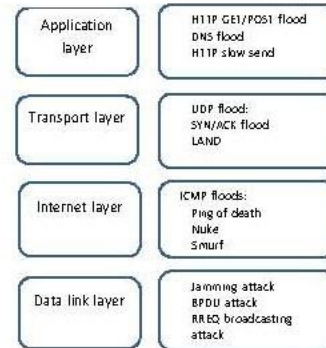 Application
layer
HTTP GET/POST flood
DNS flood
HTTP slow send
Transport layer
UDP flood:
SYN/ACK flood
LAND
Internet layer
ICMP floods:
Ping of death
Nuke
Smurf
Data link layer
Jamming attack
BPDU attack
RREQ broadcasting
attack